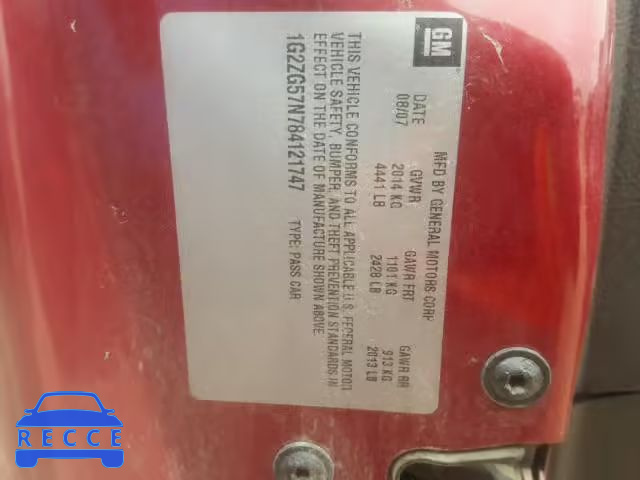 GM
MFD BY GENERAL MOTORS CORP
DATE GVWR GAWR FRT GAWR RR
08/07 2014 KG 1101 KG 913 KG
4441 LB 2428 LB 2013 LB
THIS VEHICLE CONFORMS TO ALL APPLICABLE U.S. FEDERAL MOTOR
VEHICLE SAFETY, BUMPER, AND THEFT PREVENTION STANDARDS IN
EFFECT ON THE DATE OF MANUFACTURE SHOWN ABOVE
1G2ZG57N784121747 TYPE: PASS CAR
RECCE